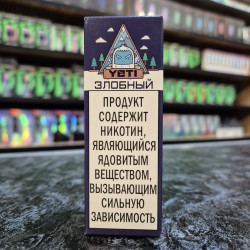 YETI
ЗЛОБНЫЙ
ПРОДУКТ
СОДЕРЖИТ
НИКОТИН,
ЯВЛЯЮЩИЙСЯ
ЯДОВИТЫМ
ВЕЩЕСТВОМ,
ВЫЗЫВАЮЩИМ
СИЛЬНУЮ
ЗАВИСИМОСТЬ